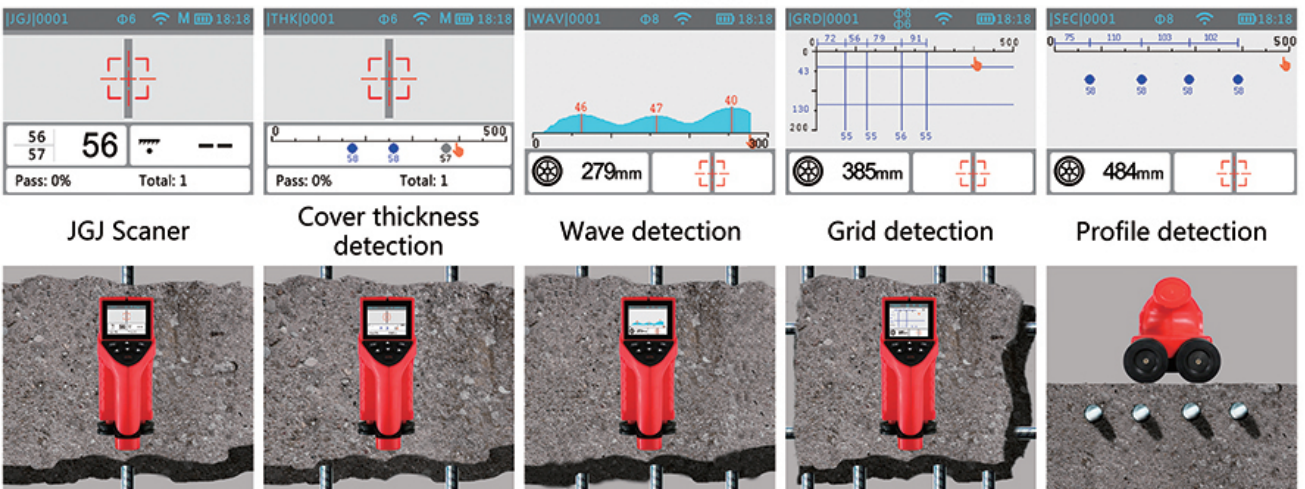 |JGJ|0001 Φ6 M 18:18
56
57
56
--
Pass: 0% Total: 1
|THK|0001 Φ6 M 18:18
0 500
58 58 57
Pass: 0% Total: 1
|WAV|0001 Φ8 18:18
46 47 40
0 300
279mm
|GRD|0001 Φ6 Φ6 18:18
72 56 79 91
0 500
0
43
130
200
55 55 56 55
385mm
|SEC|0001 Φ8 18:18
75 110 103 102
0 500
58 58 58 58
484mm
JGJ Scaner
Cover thickness
detection
Wave detection
Grid detection
Profile detection